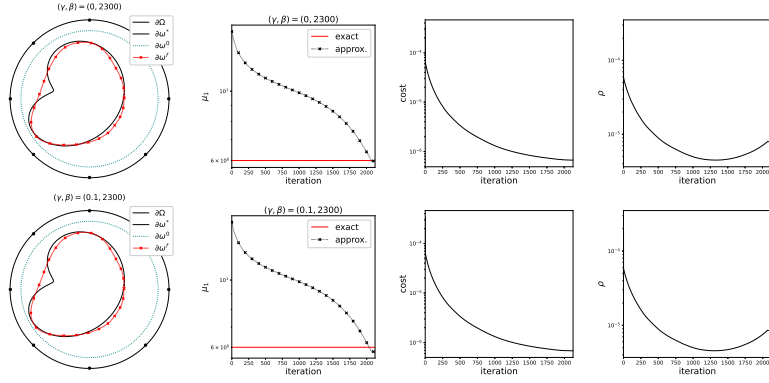 (γ, β) = (0, 2300)
∂Ω
∂ω*
∂ω⁰
∂ωᶠ
(γ, β) = (0, 2300)
μ₁
10¹
6 × 10⁰
exact
approx.
0 250 500 750 1000 1250 1500 1750 2000
iteration
cost
10⁻⁴
10⁻⁵
10⁻⁶
0 250 500 750 1000 1250 1500 1750 2000
iteration
ρ
10⁻⁴
10⁻⁵
0 250 500 750 1000 1250 1500 1750 2000
iteration
(γ, β) = (0.1, 2300)
∂Ω
∂ω*
∂ω⁰
∂ωᶠ
(γ, β) = (0.1, 2300)
μ₁
10¹
6 × 10⁰
exact
approx.
0 250 500 750 1000 1250 1500 1750 2000
iteration
cost
10⁻⁴
10⁻⁵
10⁻⁶
0 250 500 750 1000 1250 1500 1750 2000
iteration
ρ
10⁻⁴
10⁻⁵
0 250 500 750 1000 1250 1500 1750 2000
iteration